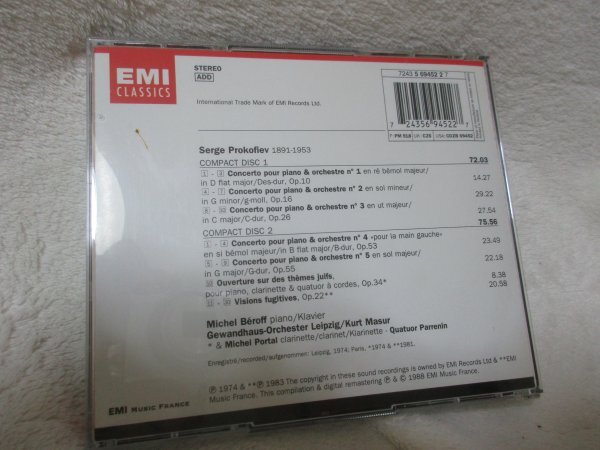 EMI
CLASSICS
STEREO
ADD
International Trade Mark of EMI Records Ltd.
7243 5 69452 2 7
7 24356 94522 7
F: PM 518 UK: CZS USA: CDZB 69452
Serge Prokofiev 1891-1953
COMPACT DISC 1 72.03
1 - 3 Concerto pour piano & orchestre n° 1 en ré bémol majeur/
in D flat major/Des-dur, Op.10 14.27
4 - 7 Concerto pour piano & orchestre n° 2 en sol mineur/
in G minor/g-moll, Op.16 29.22
8 - 10 Concerto pour piano & orchestre n° 3 en ut majeur/
in C major/C-dur, Op.26 27.54
COMPACT DISC 2 75.56
1 - 4 Concerto pour piano & orchestre n° 4 «pour la main gauche»
en si bémol majeur/in B flat major/B-dur, Op.53 23.49
5 - 9 Concerto pour piano & orchestre n° 5 en sol majeur/
in G major/G-dur, Op.55 22.18
10 Ouverture sur des thèmes juifs,
pour piano, clarinette & quatuor à cordes, Op.34* 8.38
11 - 30 Visions fugitives, Op.22** 20.58
Michel Béroff piano/Klavier
Gewandhaus-Orchester Leipzig/Kurt Masur
* & Michel Portal clarinette/clarinet/Klarinette - Quatuor Parrenin
Enregistré/recorded/aufgenommen: Leipzig, 1974; Paris, *1974 & **1981.
℗ 1974 & **℗ 1983 The copyright in these sound recordings is owned by EMI Records Ltd & **EMI
Music France. This compilation & digital remastering ℗ & © 1988 EMI Music France.
EMI MUSIC FRANCE